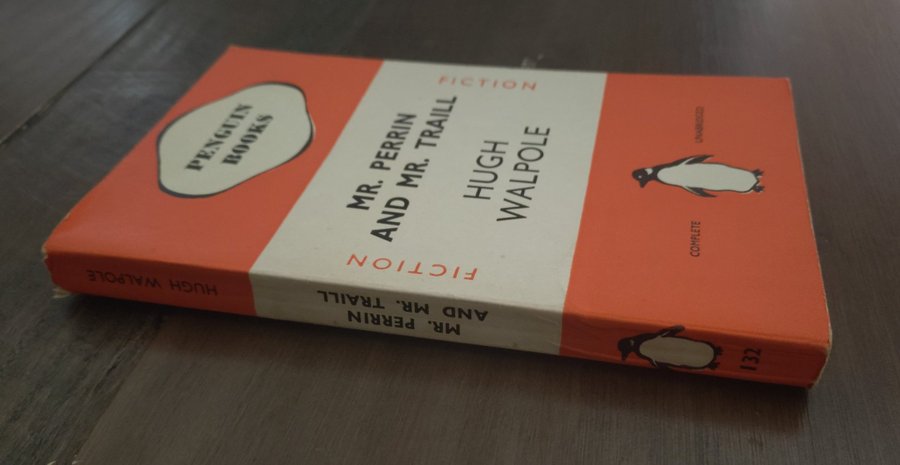 PENGUIN
BOOKS
FICTION
MR. PERRIN
AND MR. TRAILL
HUGH
WALPOLE
FICTION
COMPLETE
UNABRIDGED
HUGH WALPOLE
MR. PERRIN
AND MR. TRAILL
132